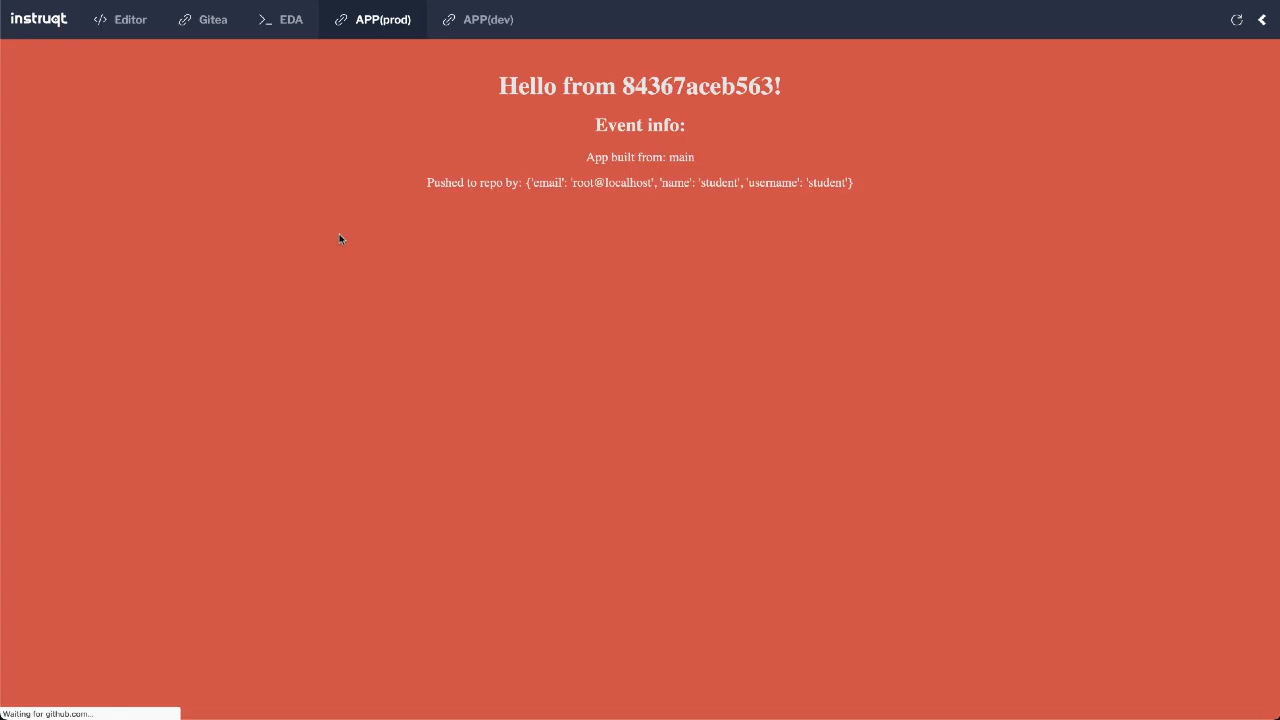 instruqt
Editor
Gitea
EDA
APP(prod)
APP(dev)
Hello from 84367aceb563!
Event info:
App built from: main
Pushed to repo by: {'email': 'root@localhost', 'name': 'student', 'username': 'student'}
Waiting for github.com...